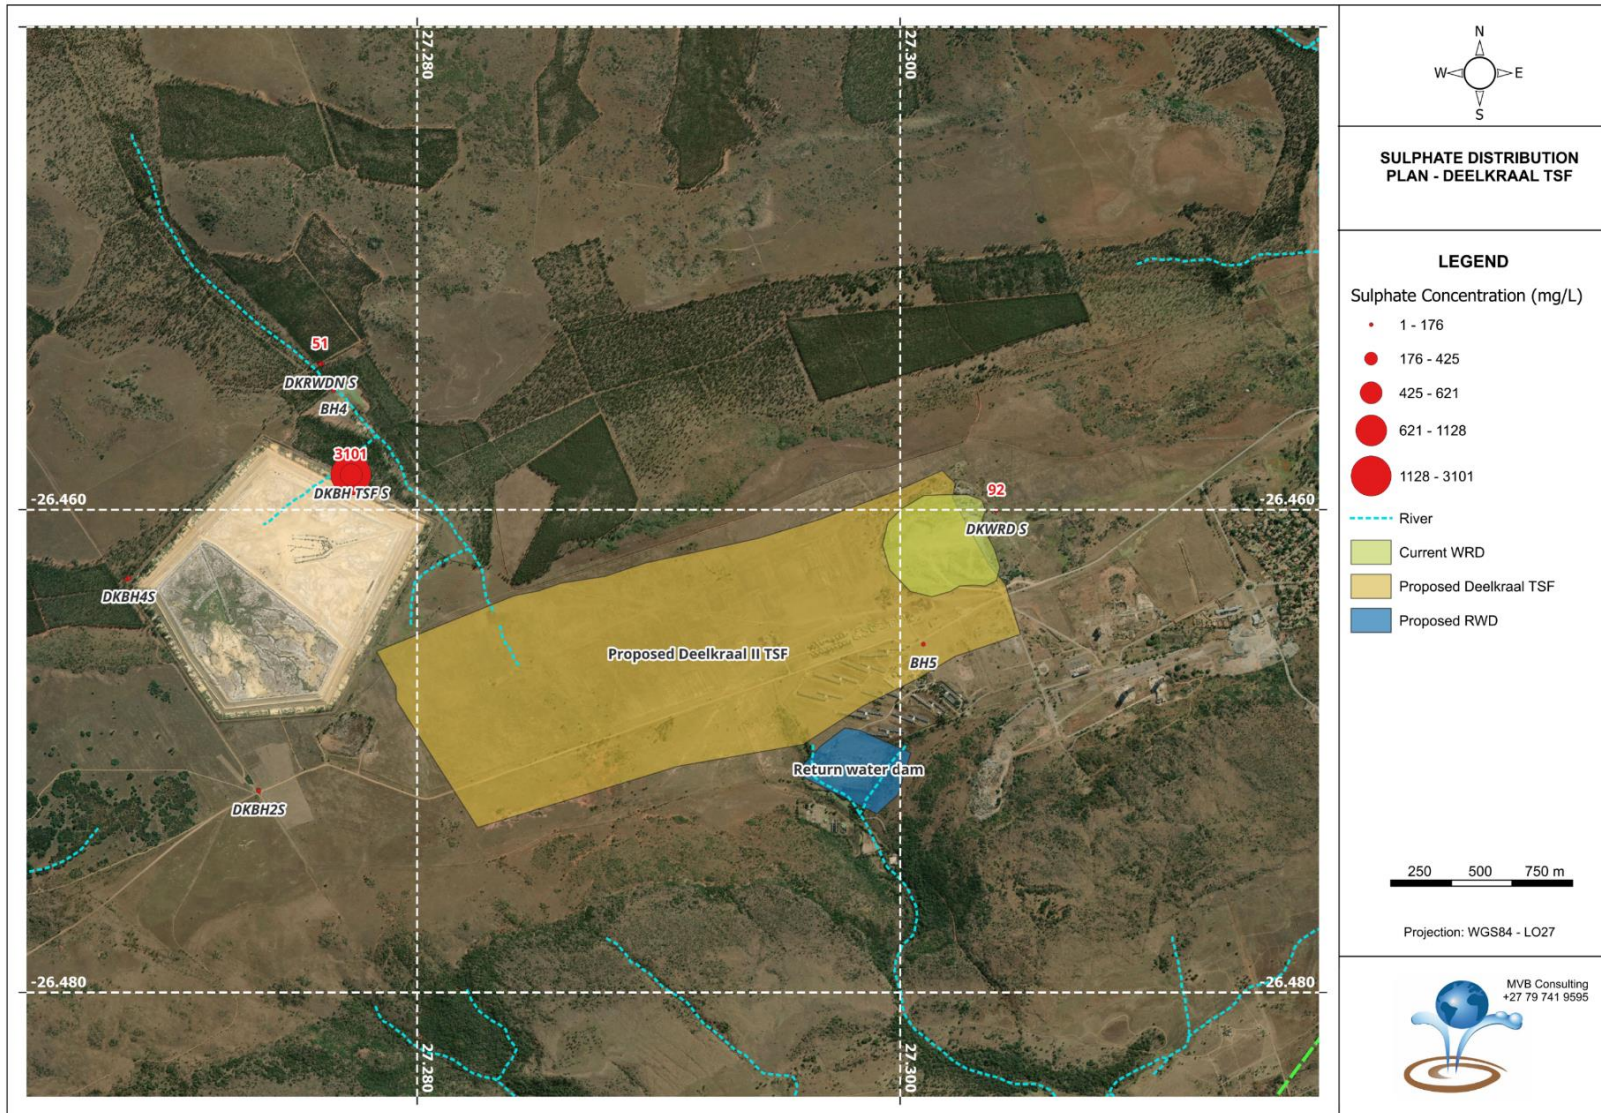 27.280
27.300
51
DKRWDN S
BH4
3101
DKBH TSF S
-26.460
92
-26.460
DKWRD S
DKBH4S
Proposed Deelkraal II TSF
BH5
Return water dam
DKBH2S
-26.480
-26.480
27.280
27.300
N
W
E
S
SULPHATE DISTRIBUTION
PLAN - DEELKRAAL TSF
LEGEND
Sulphate Concentration (mg/L)
1 - 176
176 - 425
425 - 621
621 - 1128
1128 - 3101
River
Current WRD
Proposed Deelkraal TSF
Proposed RWD
250 500 750 m
Projection: WGS84 - LO27
MVB Consulting
+27 79 741 9595